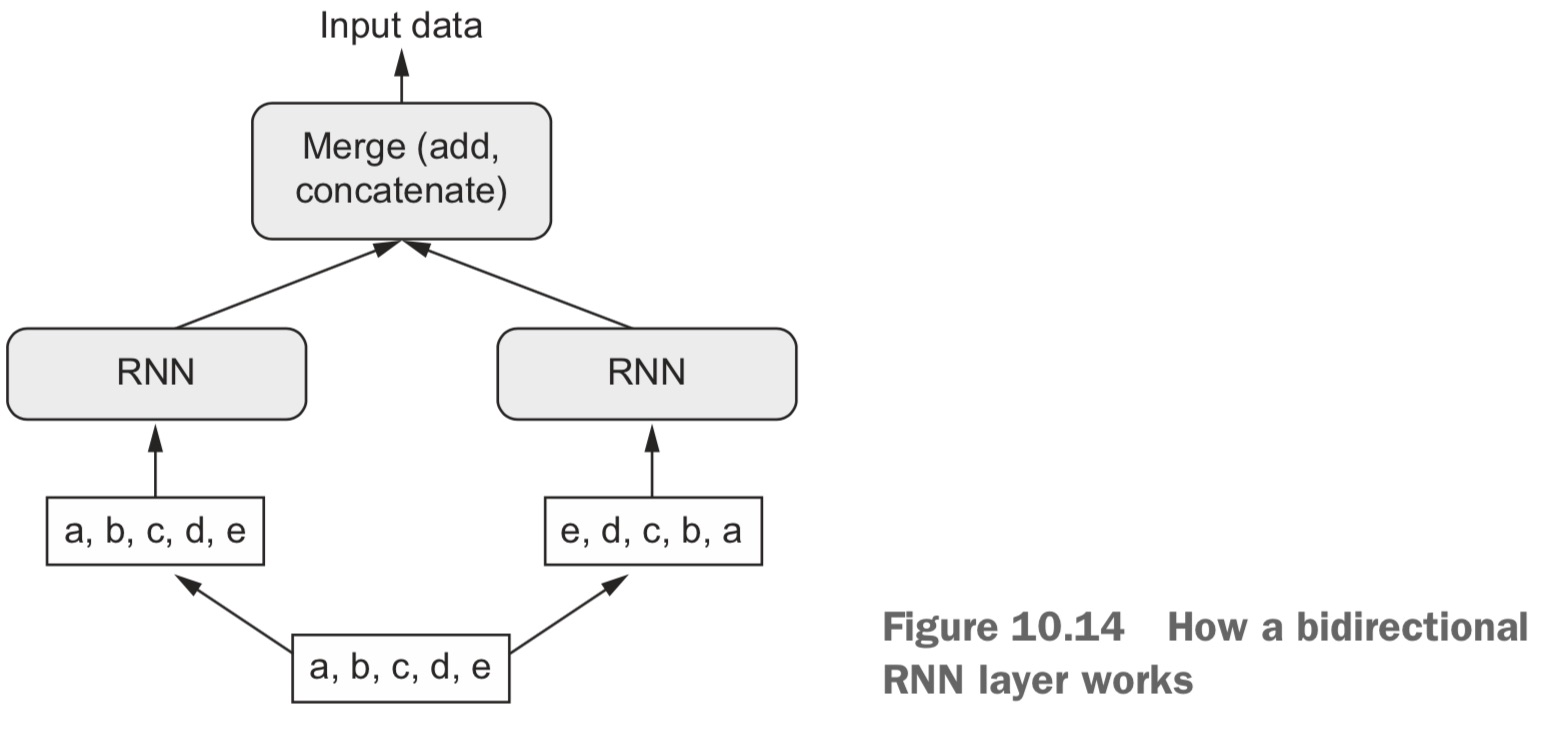 Input data
Merge (add,
concatenate)
RNN
RNN
a, b, c, d, e
e, d, c, b, a
a, b, c, d, e
Figure 10.14 How a bidirectional
RNN layer works